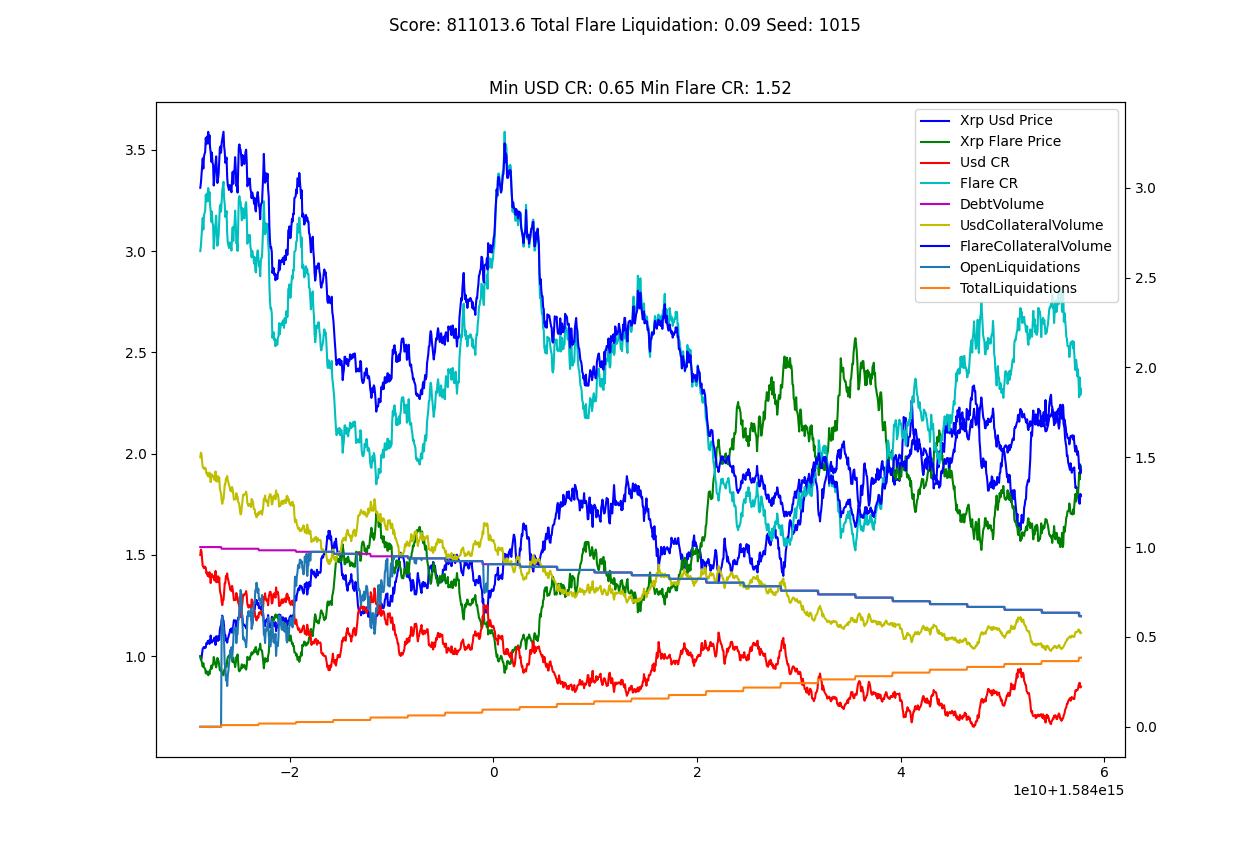 Score: 811013.6 Total Flare Liquidation: 0.09 Seed: 1015
Min USD CR: 0.65 Min Flare CR: 1.52
Xrp Usd Price
Xrp Flare Price
Usd CR
Flare CR
DebtVolume
UsdCollateralVolume
FlareCollateralVolume
OpenLiquidations
TotalLiquidations
3.5
3.0
2.5
2.0
1.5
1.0
3.0
2.5
2.0
1.5
1.0
0.5
0.0
−2
0
2
4
6
1e10+1.584e15